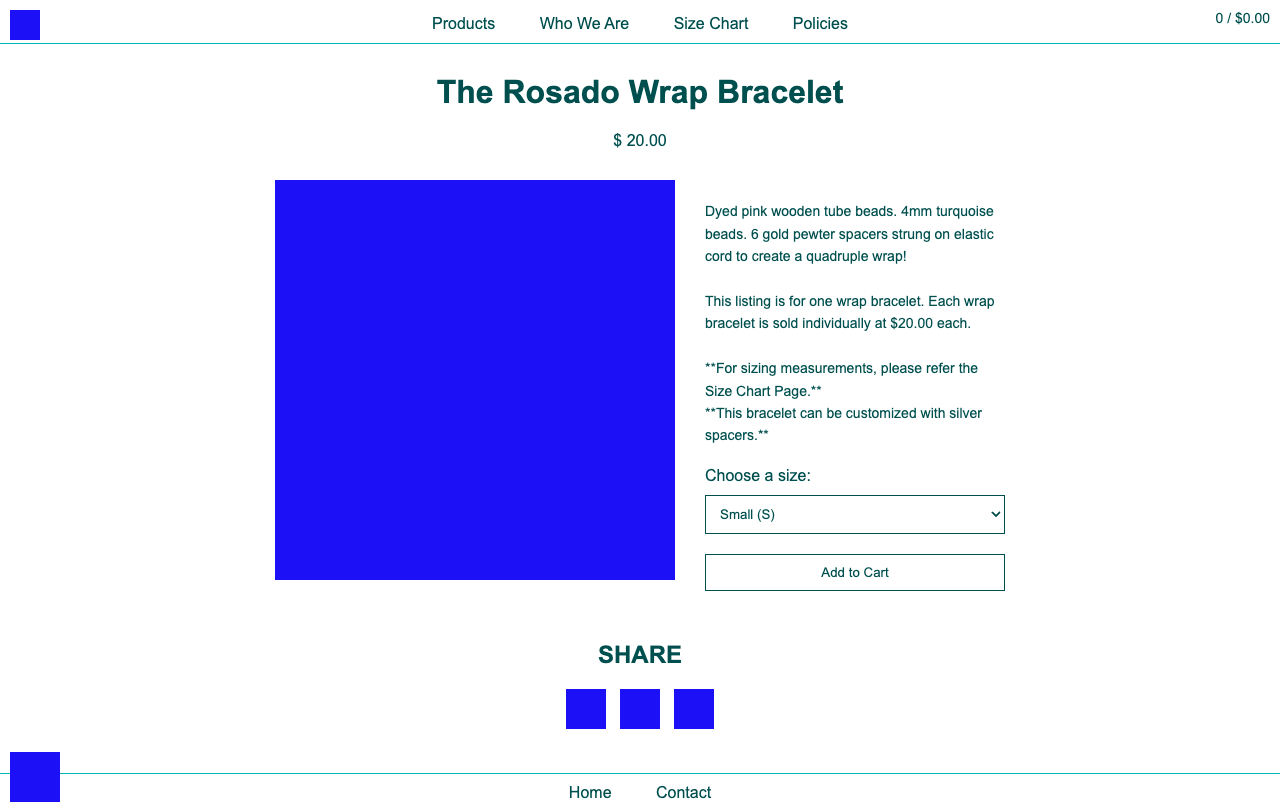 Products Who We Are Size Chart Policies
0 / $0.00
The Rosado Wrap Bracelet
$ 20.00
Dyed pink wooden tube beads. 4mm turquoise
beads. 6 gold pewter spacers strung on elastic
cord to create a quadruple wrap!
This listing is for one wrap bracelet. Each wrap
bracelet is sold individually at $20.00 each.
**For sizing measurements, please refer the
Size Chart Page.**
**This bracelet can be customized with silver
spacers.**
Choose a size:
Small (S)
Add to Cart
SHARE
Home Contact